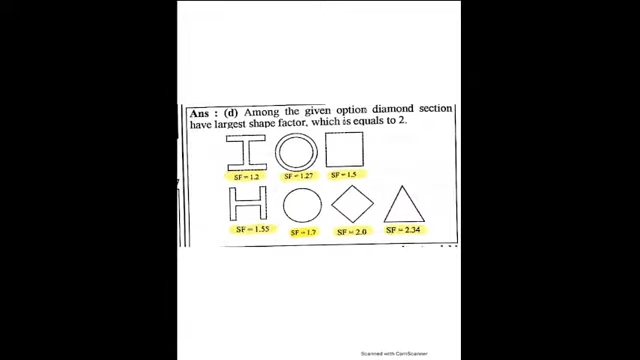 Ans : (d) Among the given option diamond section
have largest shape factor, which is equals to 2.
SF = 1.2
SF = 1.27
SF = 1.5
SF = 1.55
SF = 1.7
SF = 2.0
SF = 2.34
Scanned with CamScanner